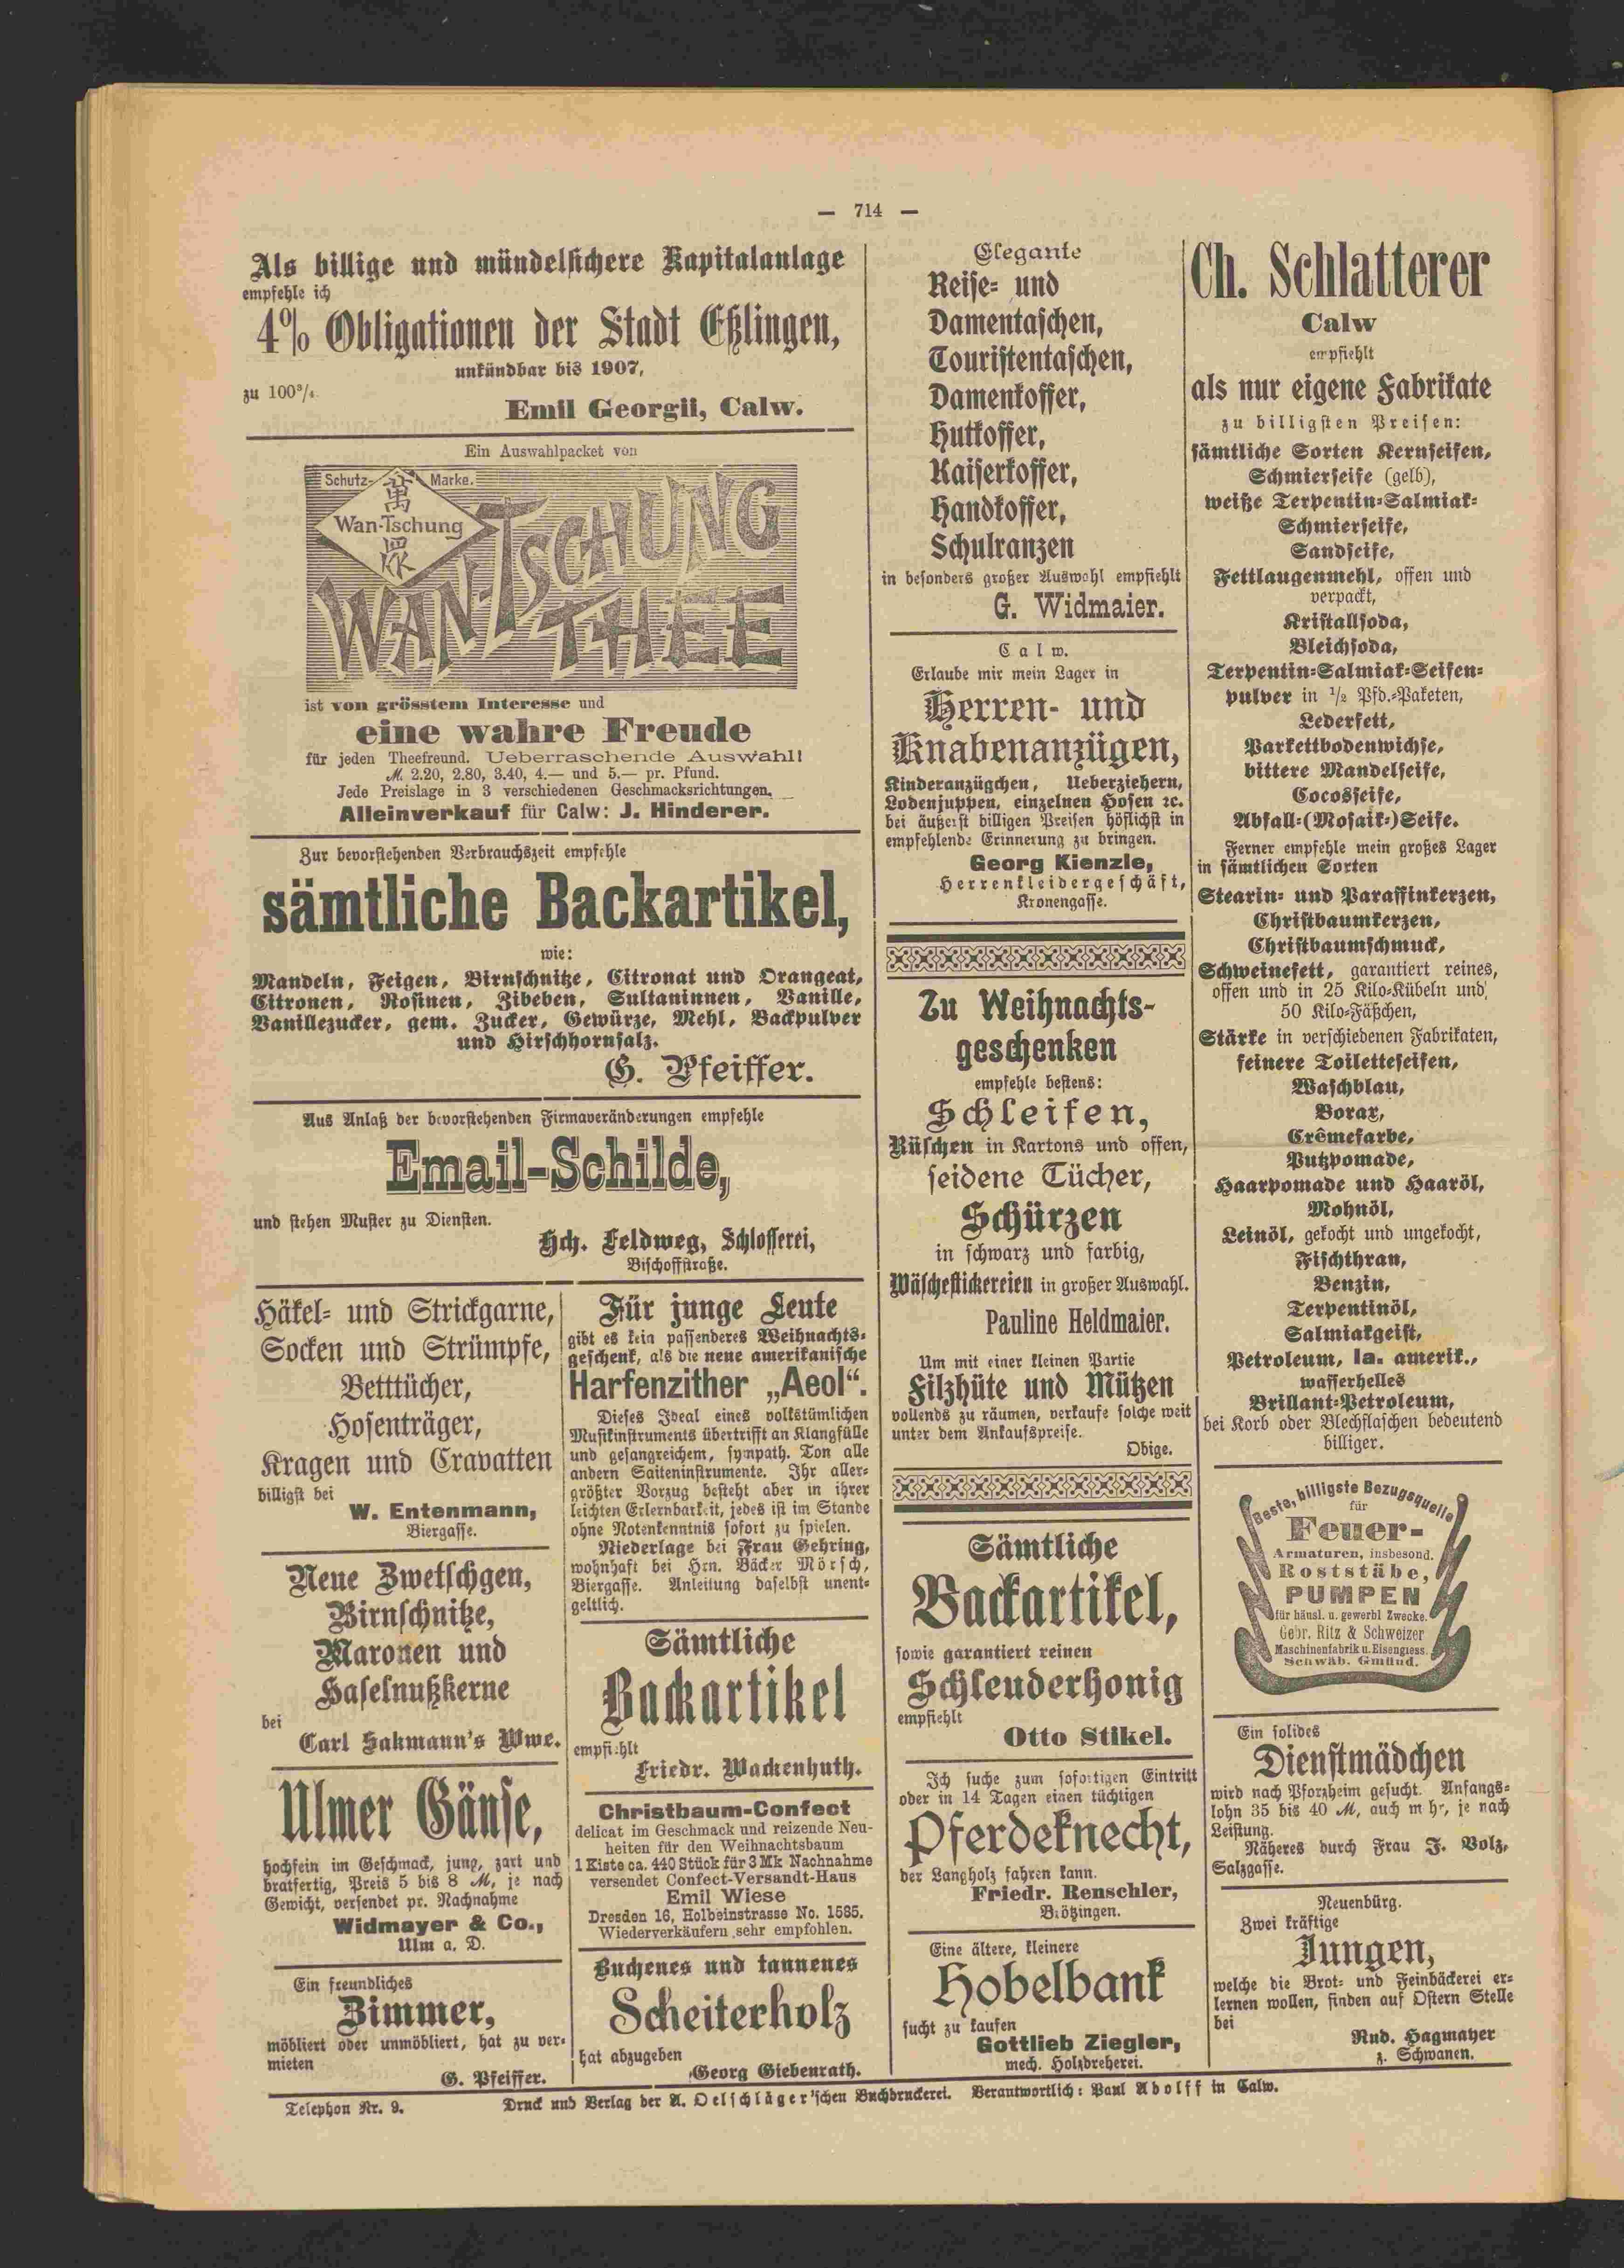 — 714 —
Als billige und mündelsichere Kapitalanlage
empfehle ich
4% Obligationen der Stadt Eßlingen,
unkündbar bis 1907,
zu 100³/₄.
Emil Georgii, Calw.
Ein Auswahlpacket von
Schutz- Marke.
萬
Wan-Tschung
眾
WAN-TSCHUNG
THEE
ist von grösstem Interesse und
eine wahre Freude
für jeden Theefreund. Ueberraschende Auswahl!
M. 2.20, 2.80, 3.40, 4.— und 5.— pr. Pfund.
Jede Preislage in 3 verschiedenen Geschmacksrichtungen.
Alleinverkauf für Calw: J. Hinderer.
Zur bevorstehenden Verbrauchszeit empfehle
sämtliche Backartikel,
wie:
Mandeln, Feigen, Birnschnitze, Citronat und Orangeat,
Citronen, Rosinen, Zibeben, Sultaninnen, Vanille,
Vanillezucker, gem. Zucker, Gewürze, Mehl, Backpulver
und Hirschhornsalz.
G. Pfeiffer.
Aus Anlaß der bevorstehenden Firmaveränderungen empfehle
Email-Schilde,
und stehen Muster zu Diensten.
Hch. Feldweg, Schlosserei,
Bischoffstraße.
Häkel- und Strickgarne,
Socken und Strümpfe,
Betttücher,
Hosenträger,
Kragen und Cravatten
billigst bei
W. Entenmann,
Biergasse.
Neue Zwetschgen,
Birnschnitze,
Maronen und
Haselnußkerne
bei
Carl Sakmann's Wwe.
Ulmer Gänse,
hochfein im Geschmack, jung, zart und
bratfertig, Preis 5 bis 8 M, je nach
Gewicht, versendet pr. Nachnahme
Widmayer & Co.,
Ulm a. D.
Ein freundliches
Zimmer,
möbliert oder unmöbliert, hat zu ver-
mieten
G. Pfeiffer.
Für junge Leute
gibt es kein passenderes Weihnachts-
geschenk, als die neue amerikanische
Harfenzither „Aeol“.
Dieses Ideal eines volkstümlichen
Musikinstruments übertrifft an Klangfülle
und gesangreichem, sympath. Ton alle
andern Saiteninstrumente. Ihr aller-
größter Vorzug besteht aber in ihrer
leichten Erlernbarkeit, jedes ist im Stande
ohne Notenkenntnis sofort zu spielen.
Niederlage bei Frau Gehring,
wohnhaft bei Hrn. Bäcker Mörsch,
Biergasse. Anleitung daselbst unent-
geltlich.
Sämtliche
Backartikel
empfiehlt
Friedr. Wackenhuth.
Christbaum-Confect
delicat im Geschmack und reizende Neu-
heiten für den Weihnachtsbaum
1 Kiste ca. 440 Stück für 3 Mk Nachnahme
versendet Confect-Versandt-Haus
Emil Wiese
Dresden 16, Holbeinstrasse No. 1585.
Wiederverkäufern sehr empfohlen.
Buchenes und tannenes
Scheiterholz
hat abzugeben
Georg Giebenrath.
Elegante
Reise- und
Damentaschen,
Touristentaschen,
Damenkoffer,
Hutkoffer,
Kaiserkoffer,
Handkoffer,
Schulranzen
in besonders großer Auswahl empfiehlt
G. Widmaier.
Calw.
Erlaube mir mein Lager in
Herren- und
Knabenanzügen,
Kinderanzügchen, Ueberziehern,
Lodenjuppen, einzelnen Hosen ꝛc.
bei äußerst billigen Preisen höflichst in
empfehlende Erinnerung zu bringen.
Georg Kienzle,
Herrenkleidergeschäft,
Kronengasse.
Zu Weihnachts-
geschenken
empfehle bestens:
Schleifen,
Rüschen in Kartons und offen,
seidene Tücher,
Schürzen
in schwarz und farbig,
Wäschestickereien in großer Auswahl.
Pauline Heldmaier.
Um mit einer kleinen Partie
Filzhüte und Mützen
vollends zu räumen, verkaufe solche weit
unter dem Ankaufspreise.
Obige.
Sämtliche
Backartikel,
sowie garantiert reinen
Schleuderhonig
empfiehlt
Otto Stikel.
Ich suche zum sofortigen Eintritt
oder in 14 Tagen einen tüchtigen
Pferdeknecht,
der Langholz fahren kann.
Friedr. Renschler,
Brötzingen.
Eine ältere, kleinere
Hobelbank
sucht zu kaufen
Gottlieb Ziegler,
mech. Holzdreherei.
Ch. Schlatterer
Calw
empfiehlt
als nur eigene Fabrikate
zu billigsten Preisen:
sämtliche Sorten Kernseifen,
Schmierseife (gelb),
weiße Terpentin-Salmiak-
Schmierseife,
Sandseife,
Fettlaugenmehl, offen und
verpackt,
Kristallsoda,
Bleichsoda,
Terpentin-Salmiak-Seifen-
pulver in ¹/₂ Pfd.-Paketen,
Lederfett,
Parkettbodenwichse,
bittere Mandelseife,
Cocosseife,
Abfall-(Mosaik-)Seife.
Ferner empfehle mein großes Lager
in sämtlichen Sorten
Stearin- und Paraffinkerzen,
Christbaumkerzen,
Christbaumschmuck,
Schweinefett, garantiert reines,
offen und in 25 Kilo-Kübeln und
50 Kilo-Fäßchen,
Stärke in verschiedenen Fabrikaten,
feinere Toiletteseifen,
Waschblau,
Borax,
Crêmefarbe,
Putzpomade,
Haarpomade und Haaröl,
Mohnöl,
Leinöl, gekocht und ungekocht,
Fischthran,
Benzin,
Terpentinöl,
Salmiakgeist,
Petroleum, Ia. amerik.,
wasserhelles
Brillant-Petroleum,
bei Korb oder Blechflaschen bedeutend
billiger.
Beste, billigste Bezugsquelle
für
Feuer-
Armaturen, insbesond.
Roststäbe,
PUMPEN
für häusl. u. gewerbl Zwecke.
Gebr. Ritz & Schweizer
Maschinenfabrik u. Eisengiess.
Schwäb. Gmünd.
Ein solides
Dienstmädchen
wird nach Pforzheim gesucht. Anfangs-
lohn 35 bis 40 M, auch mehr, je nach
Leistung.
Näheres durch Frau J. Volz,
Salzgasse.
Neuenbürg.
Zwei kräftige
Jungen,
welche die Brot- und Feinbäckerei er-
lernen wollen, finden auf Ostern Stelle
bei
Rud. Hagmayer
z. Schwanen.
Telephon Nr. 9.
Druck und Verlag der A. Oelschläger'schen Buchdruckerei. Verantwortlich: Paul Adolff in Calw.